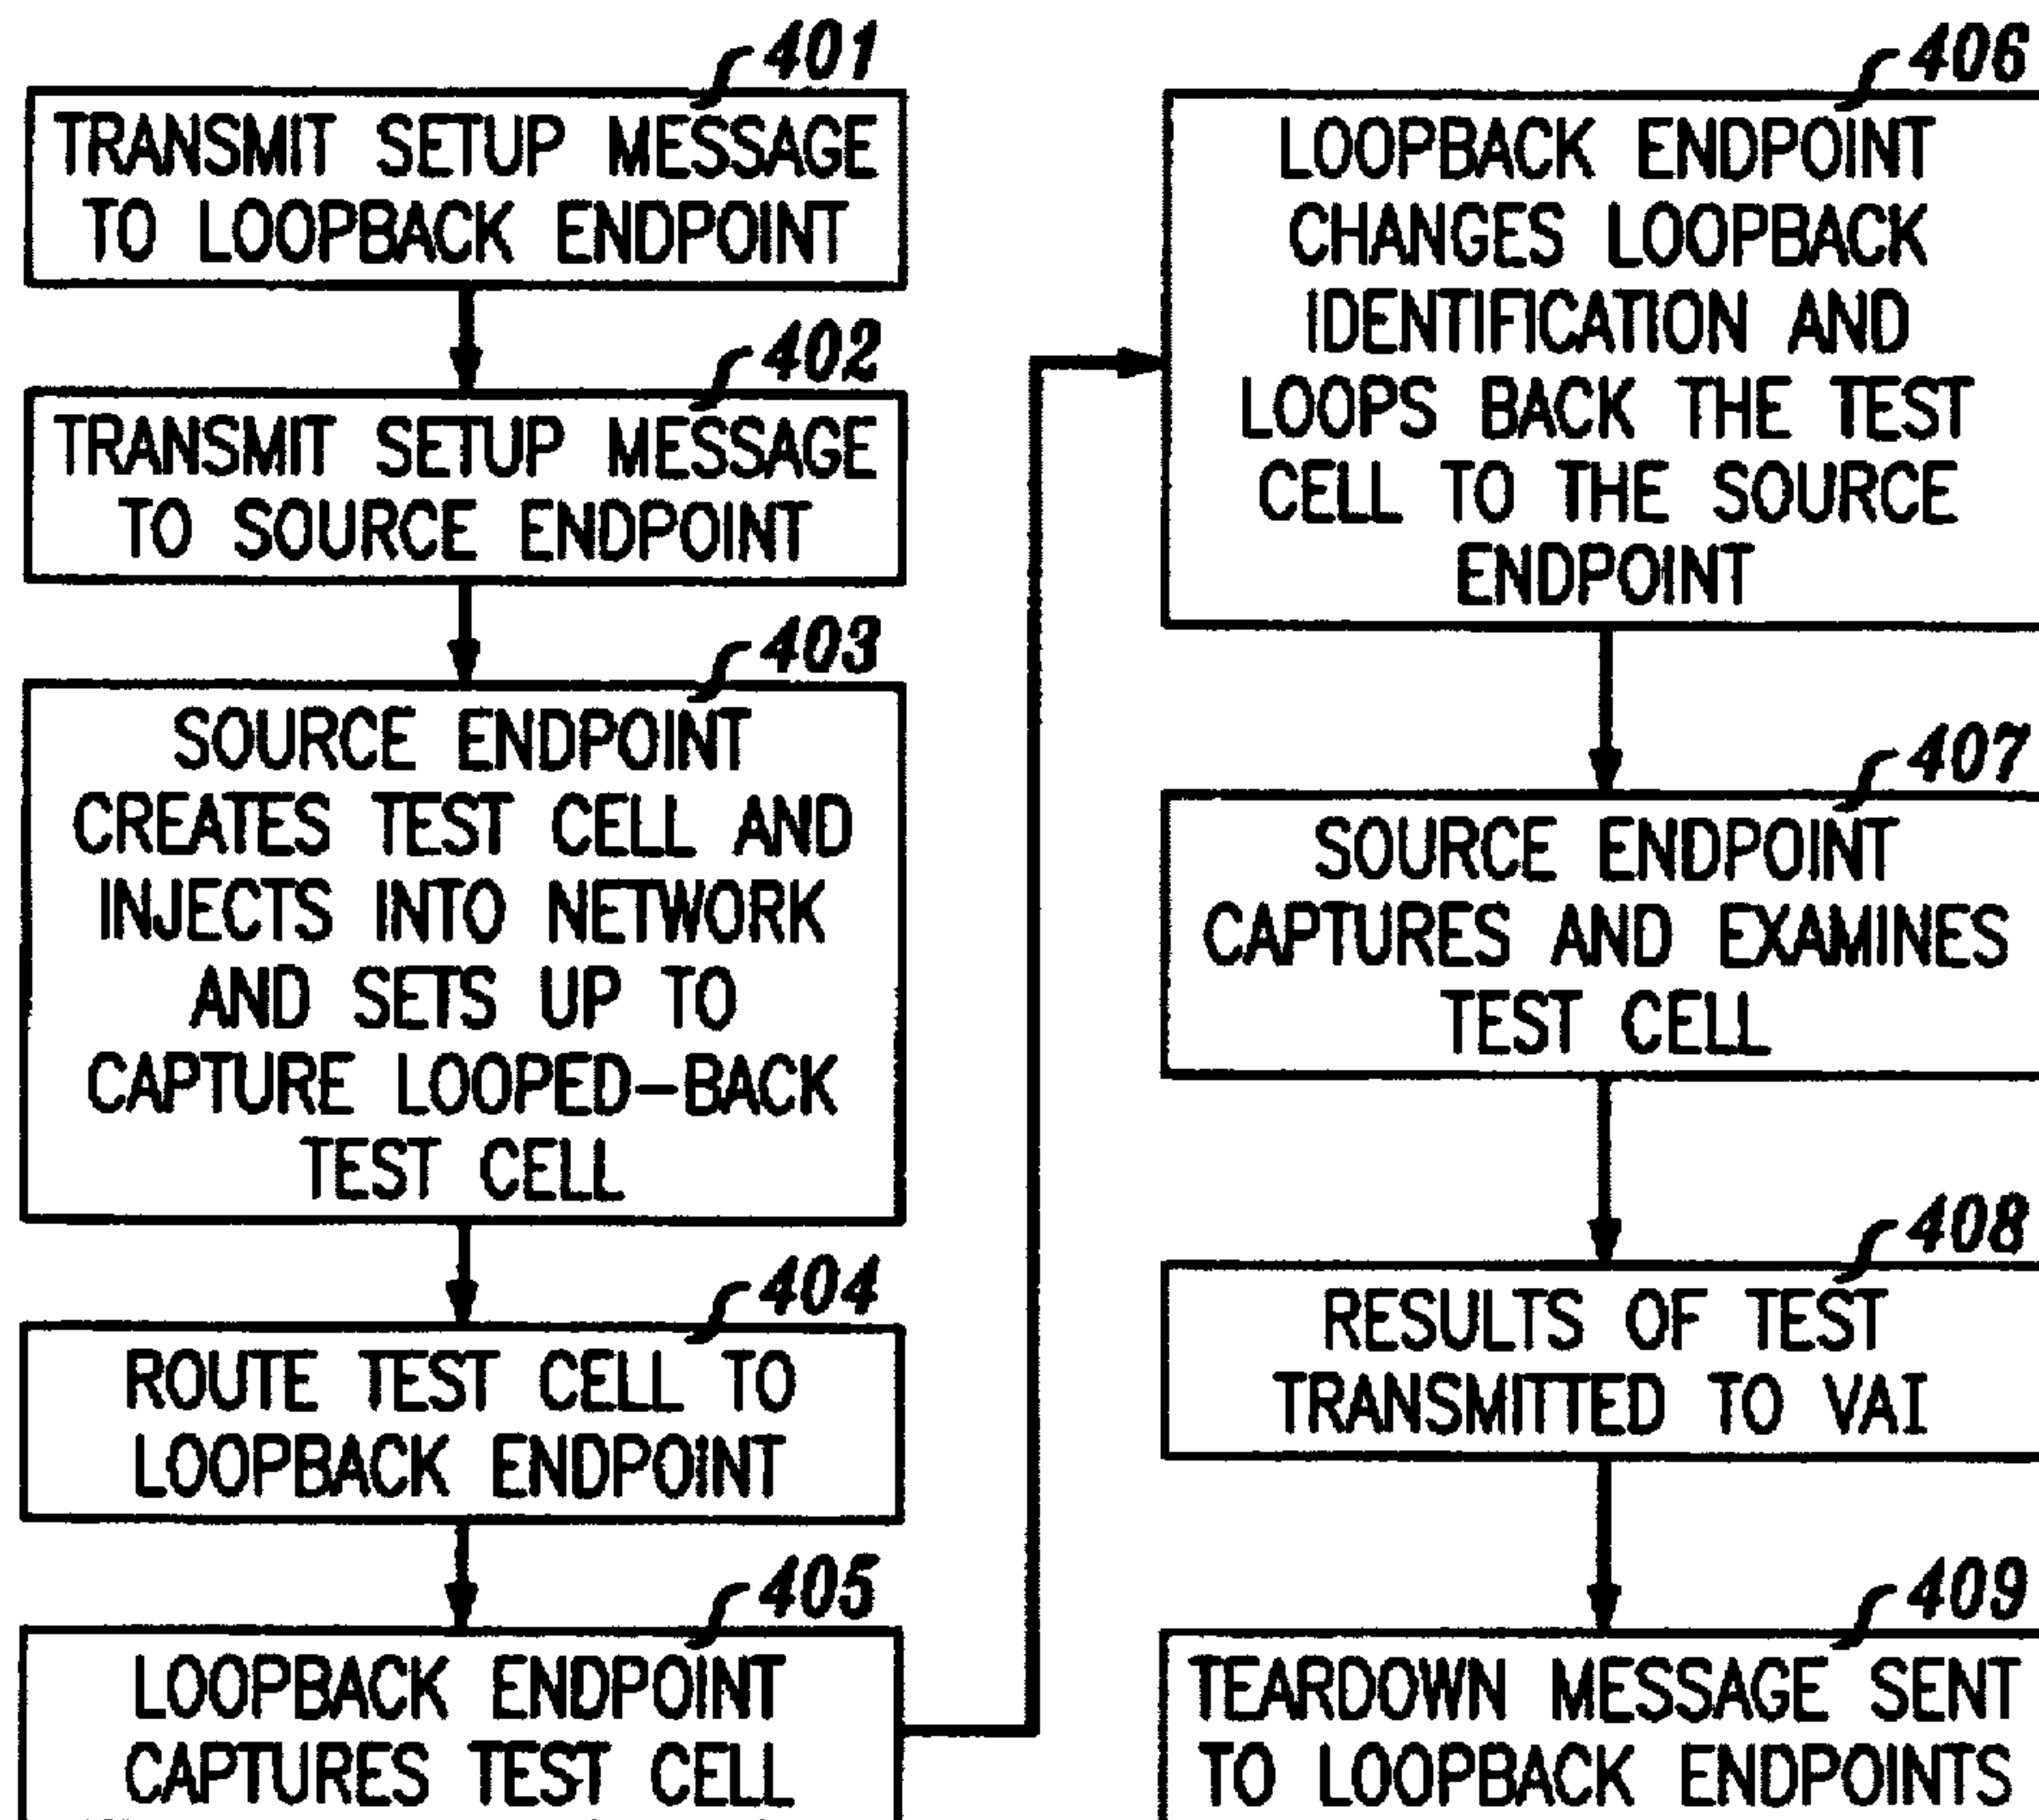 401
TRANSMIT SETUP MESSAGE
TO LOOPBACK ENDPOINT
402
TRANSMIT SETUP MESSAGE
TO SOURCE ENDPOINT
403
SOURCE ENDPOINT
CREATES TEST CELL AND
INJECTS INTO NETWORK
AND SETS UP TO
CAPTURE LOOPED-BACK
TEST CELL
404
ROUTE TEST CELL TO
LOOPBACK ENDPOINT
405
LOOPBACK ENDPOINT
CAPTURES TEST CELL
406
LOOPBACK ENDPOINT
CHANGES LOOPBACK
IDENTIFICATION AND
LOOPS BACK THE TEST
CELL TO THE SOURCE
ENDPOINT
407
SOURCE ENDPOINT
CAPTURES AND EXAMINES
TEST CELL
408
RESULTS OF TEST
TRANSMITTED TO VAI
409
TEARDOWN MESSAGE SENT
TO LOOPBACK ENDPOINTS